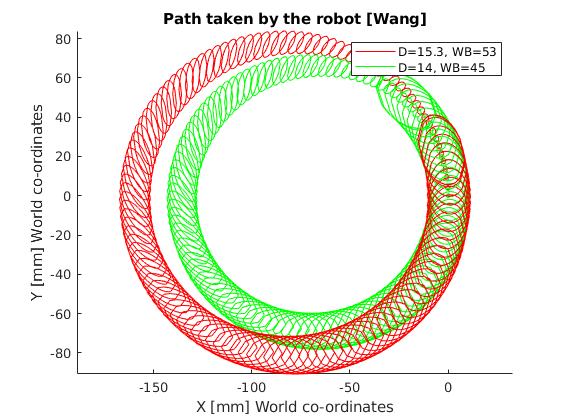 Path taken by the robot [Wang]
D=15.3, WB=53
D=14, WB=45
80
60
40
20
0
-20
-40
-60
-80
Y [mm] World co-ordinates
-150
-100
-50
0
X [mm] World co-ordinates